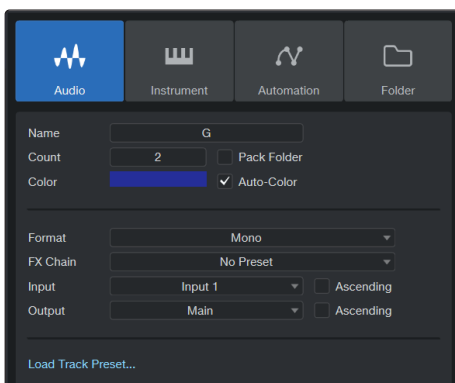 Audio Instrument Automation Folder
Name G
Count 2 Pack Folder
Color Auto-Color
Format Mono
FX Chain No Preset
Input Input 1 Ascending
Output Main Ascending
Load Track Preset...